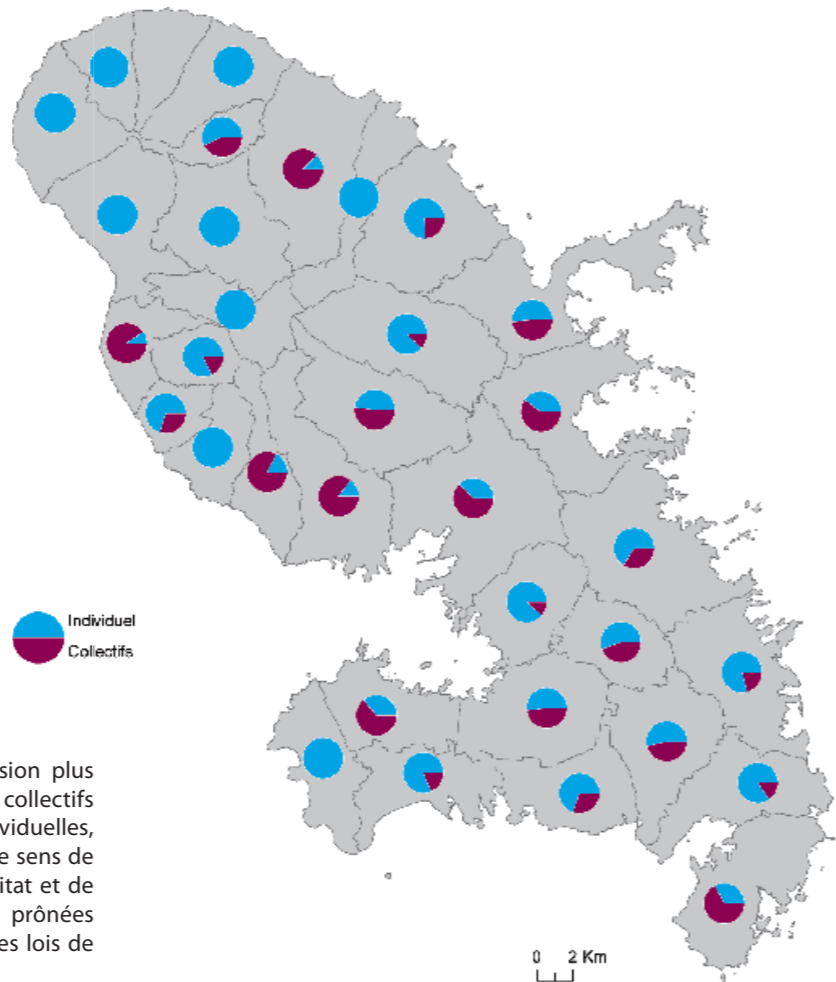 Individuel
Collectifs
sion plus
collectifs
viduelles,
e sens de
itat et de
prônées
es lois de
0 2 Km